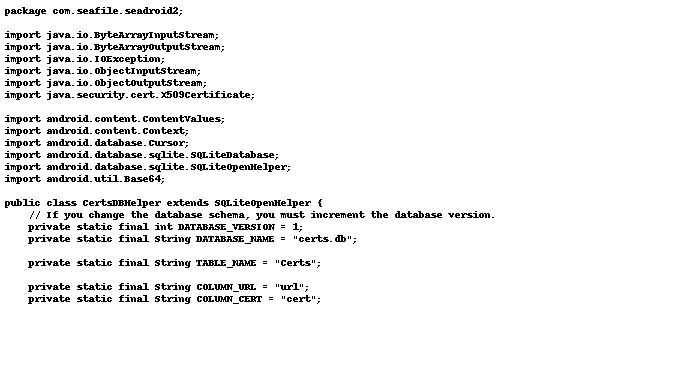 package com.seafile.seadroid2;
import java.io.ByteArrayInputStream;
import java.io.ByteArrayOutputStream;
import java.io.IOException;
import java.io.ObjectInputStream;
import java.io.ObjectOutputStream;
import java.security.cert.X509Certificate;
import android.content.ContentValues;
import android.content.Context;
import android.database.Cursor;
import android.database.sqlite.SQLiteDatabase;
import android.database.sqlite.SQLiteOpenHelper;
import android.util.Base64;
public class CertsDBHelper extends SQLiteOpenHelper {
    // If you change the database schema, you must increment the database version.
    private static final int DATABASE_VERSION = 1;
    private static final String DATABASE_NAME = "certs.db";
    private static final String TABLE_NAME = "Certs";
    private static final String COLUMN_URL = "url";
    private static final String COLUMN_CERT = "cert";